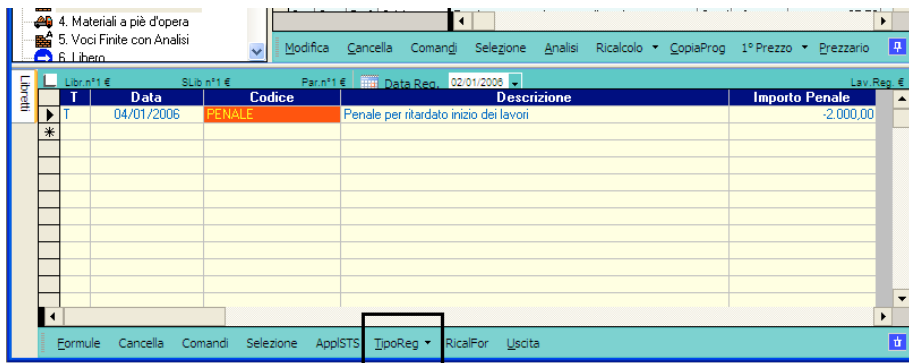 4. Materiali a piè d'opera
5. Voci Finite con Analisi
6. Libero
Modifica Cancella Comandi Selezione Analisi Ricalcolo CopiaProg 1º Prezzo Prezzario
Libretti
Libr.n°1 € SLib n°1 € Par.n°1 € Data Reg. 02/01/2006 Lav.Reg. €
T Data Codice Descrizione Importo Penale
T 04/01/2006 PENALE Penale per ritardato inizio dei lavori -2.000,00
Formule Cancella Comandi Selezione ApplSTS TipoReg RicalFor Uscita